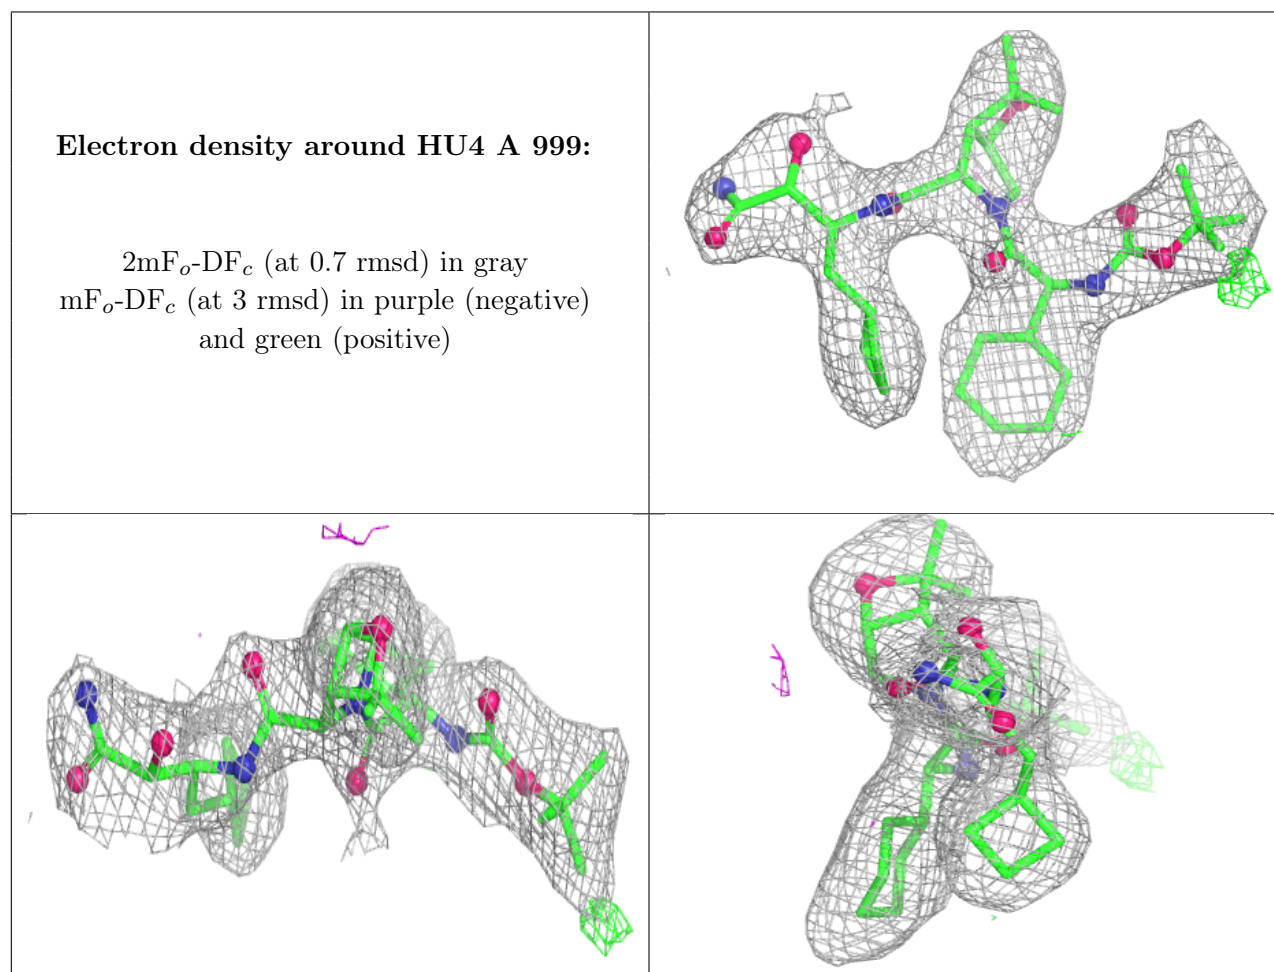 Electron density around HU4 A 999:
2mFo-DFc (at 0.7 rmsd) in gray
mFo-DFc (at 3 rmsd) in purple (negative)
and green (positive)